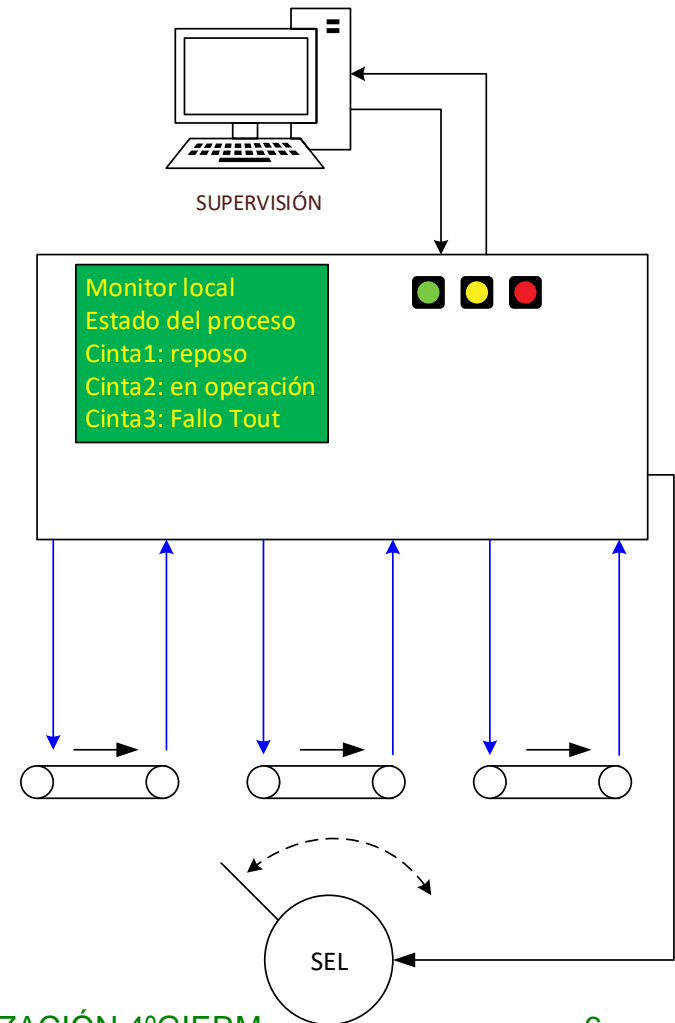 SUPERVISIÓN
Monitor local
Estado del proceso
Cinta1: reposo
Cinta2: en operación
Cinta3: Fallo Tout
SEL